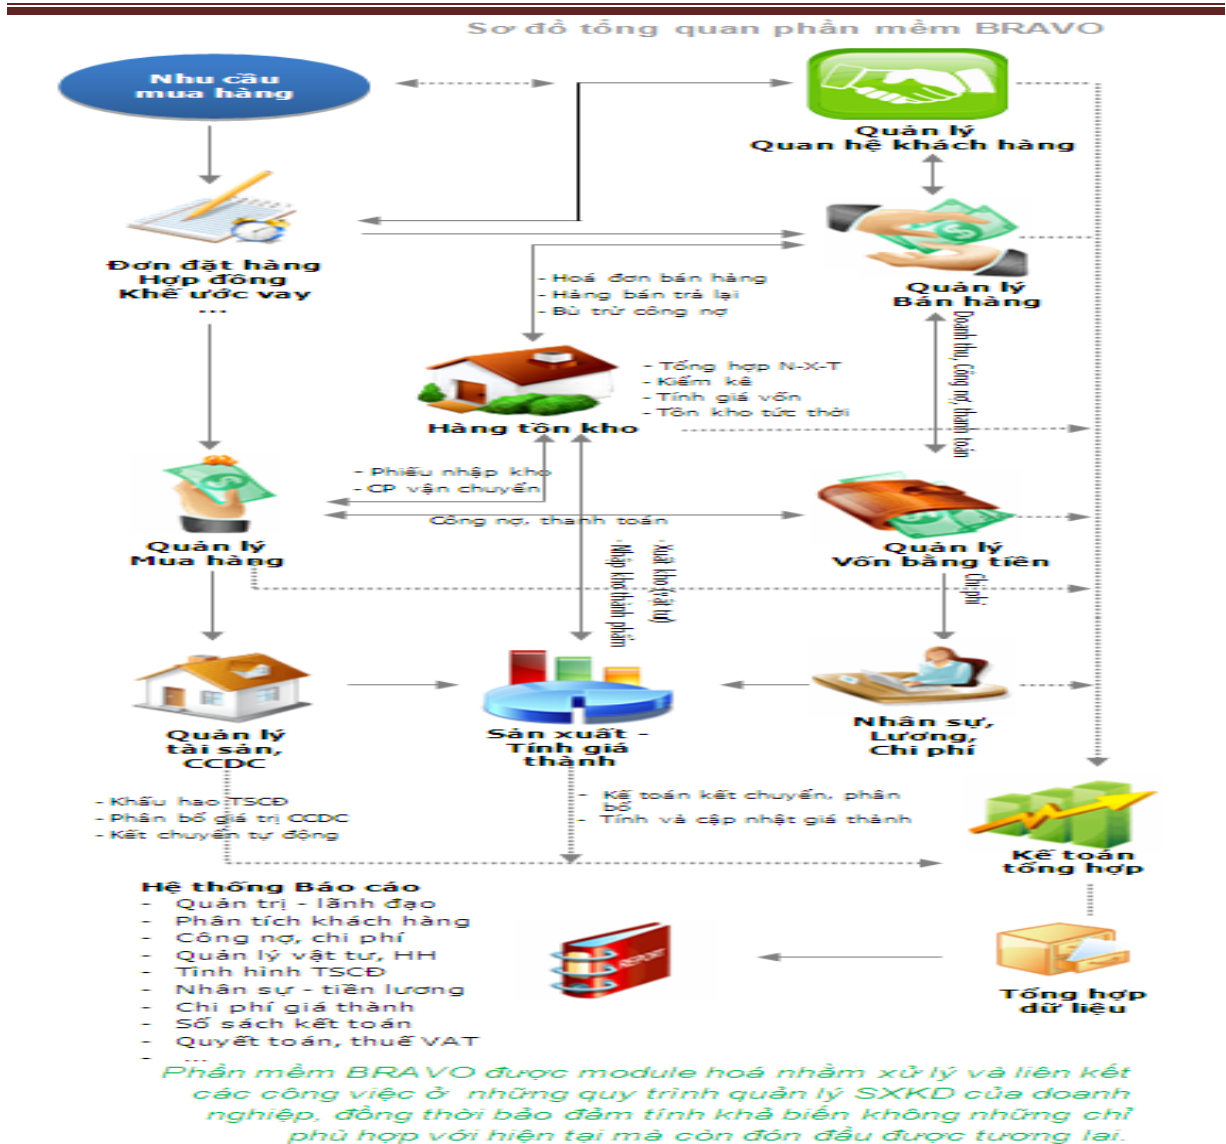 Sơ đồ tổng quan phần mềm BRAVO
Nhu cầu
mua hàng
Quản lý
Quan hệ khách hàng
Đơn đặt hàng
Hợp đồng
Khế ước vay
...
- Hoá đơn bán hàng
- Hàng bán trả lại
- Bù trừ công nợ
Quản lý
Bán hàng
Doanh thu, Công nợ, thanh toán
- Tổng hợp N-X-T
- Kiểm kê
- Tính giá vốn
- Tồn kho tức thời
Hàng tồn kho
- Phiếu nhập kho
- CP vận chuyển
Công nợ, thanh toán
Quản lý
Mua hàng
Quản lý
Vốn bằng tiền
- Xuất kho (vật tư)
- Nhập kho thành phẩm
Chi phí
Quản lý
tài sản,
CCDC
Sản xuất -
Tính giá
thành
Nhân sự,
Lương,
Chi phí
- Khấu hao TSCĐ
- Phân bổ giá trị CCDC
- Kết chuyển tự động
- Kế toán kết chuyển, phân
bổ
- Tính và cập nhật giá thành
Kế toán
tổng hợp
Hệ thống Báo cáo
- Quản trị - lãnh đạo
- Phân tích khách hàng
- Công nợ, chi phí
- Quản lý vật tư, HH
- Tình hình TSCĐ
- Nhân sự - tiền lương
- Chi phí giá thành
- Sổ sách kết toán
- Quyết toán, thuế VAT
- ...
REPORT
Tổng hợp
dữ liệu
Phần mềm BRAVO được module hoá nhằm xử lý và liên kết
các công việc ở những quy trình quản lý SXKD của doanh
nghiệp, đồng thời bảo đảm tính khả biến không những chỉ
phù hợp với hiện tại mà còn đón đầu được tương lai.